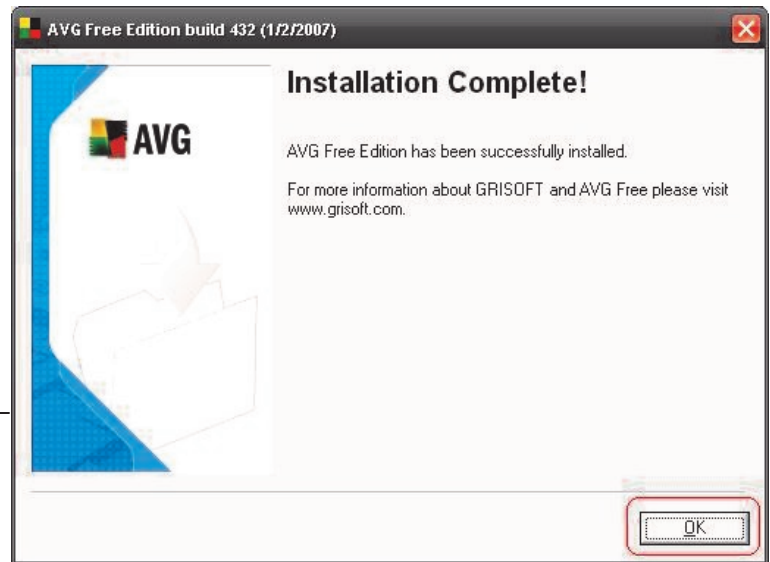 AVG Free Edition build 432 (1/2/2007)
Installation Complete!
AVG
AVG Free Edition has been successfully installed.
For more information about GRISOFT and AVG Free please visit
www.grisoft.com.
OK